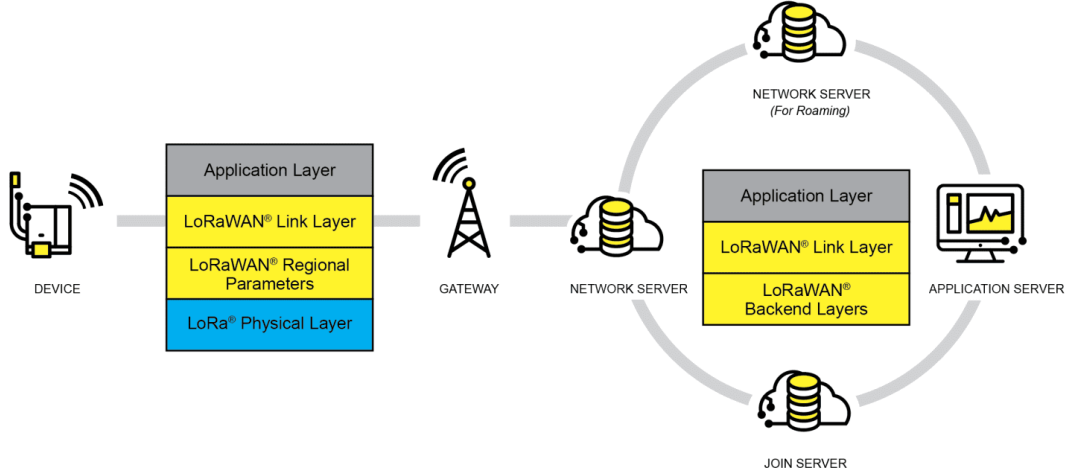 NETWORK SERVER
(For Roaming)
Application Layer
LoRaWAN® Link Layer
LoRaWAN® Regional
Parameters
LoRa® Physical Layer
Application Layer
LoRaWAN® Link Layer
LoRaWAN®
Backend Layers
DEVICE
GATEWAY
NETWORK SERVER
APPLICATION SERVER
JOIN SERVER